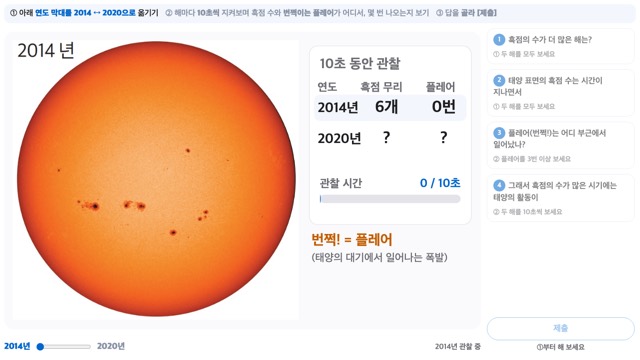 ① 아래 연도 막대를 2014 ↔ 2020으로 옮기기 ② 해마다 10초씩 지켜보며 흑점 수와 번쩍이는 플레어가 어디서, 몇 번 나오는지 보기 ③ 답을 골라 [제출]
2014 년
10초 동안 관찰
연도 흑점 무리 플레어
2014년 6개 0번
2020년 ? ?
관찰 시간 0 / 10초
번쩍! = 플레어
(태양의 대기에서 일어나는 폭발)
2014년 2020년
2014년 관찰 중
1 흑점의 수가 더 많은 해는?
① 두 해를 모두 보세요
2 태양 표면의 흑점 수는 시간이
지나면서
① 두 해를 모두 보세요
3 플레어(번쩍!)는 어디 부근에서
일어났나?
② 플레어를 3번 이상 보세요
4 그래서 흑점의 수가 많은 시기에는
태양의 활동이
② 두 해를 10초씩 보세요
제출
①부터 해 보세요